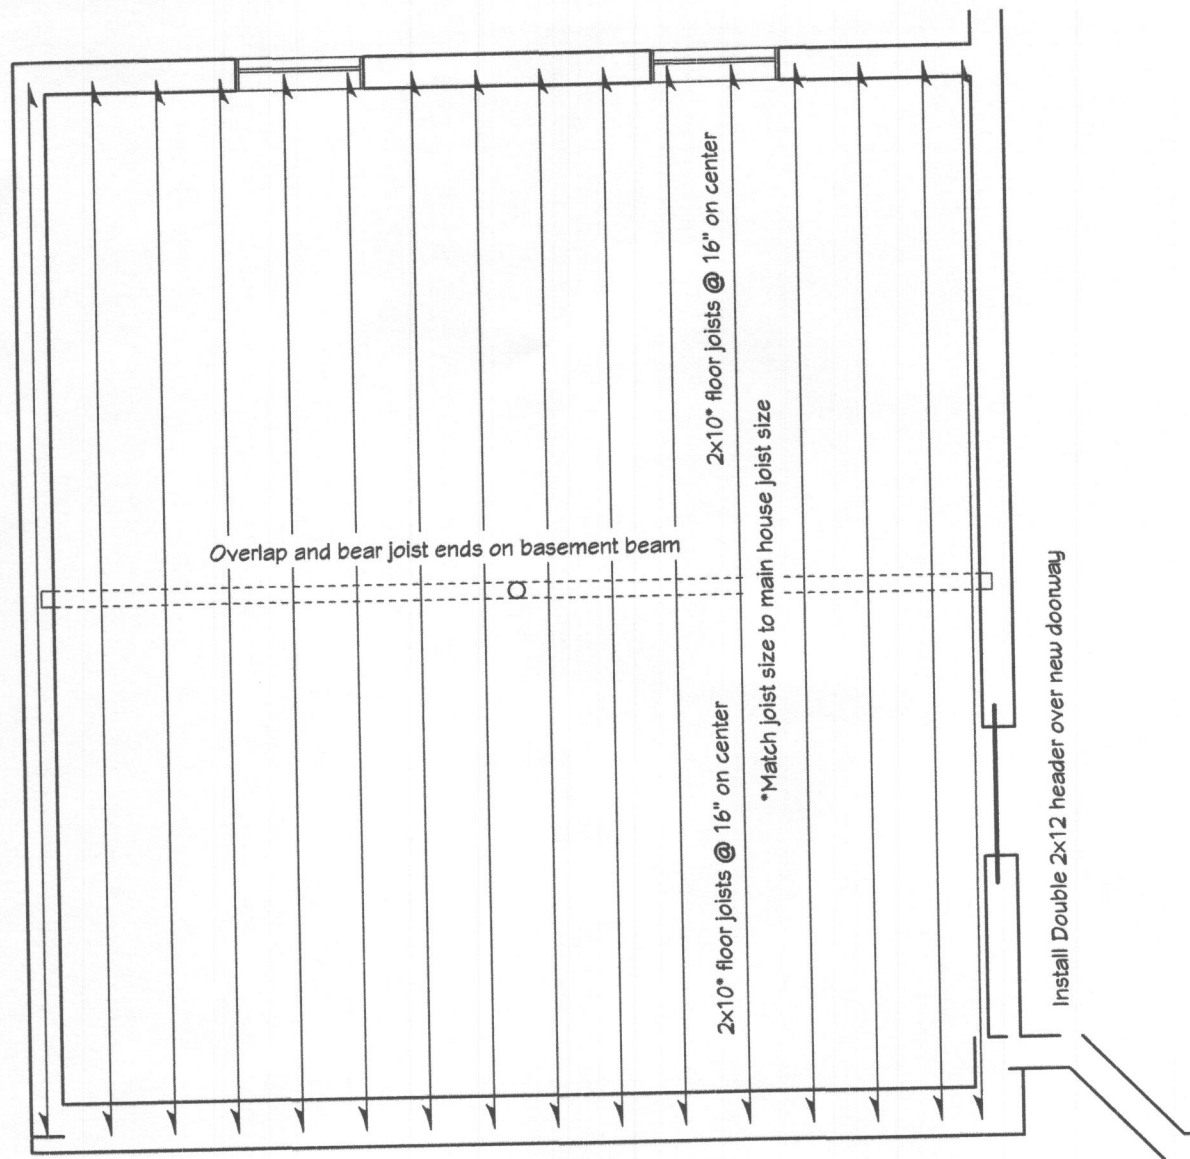 2x10* floor joists @ 16" on center
Overlap and bear joist ends on basement beam
*Match joist size to main house joist size
2x10* floor joists @ 16" on center
Install Double 2x12 header over new doorway